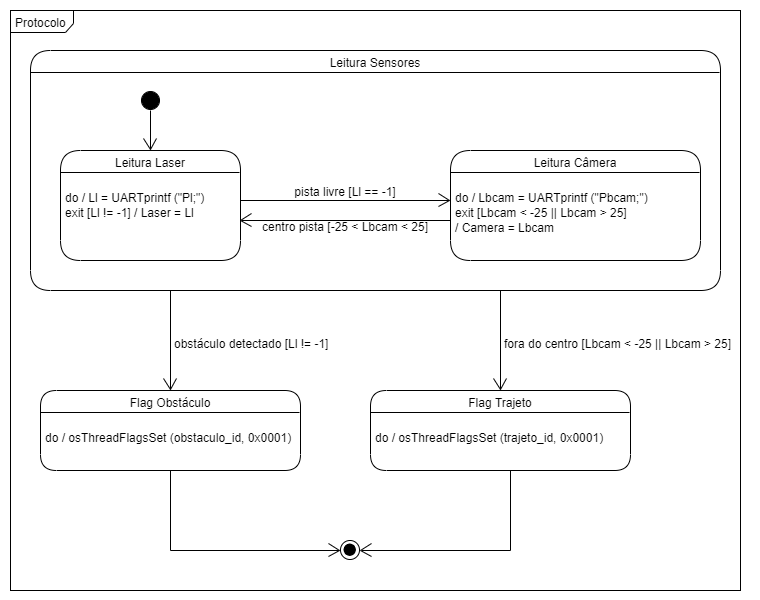 Protocolo
Leitura Sensores
Leitura Laser
do / Ll = UARTprintf ("Pl;")
exit [Ll != -1] / Laser = Ll
pista livre [Ll == -1]
centro pista [-25 < Lbcam < 25]
Leitura Câmera
do / Lbcam = UARTprintf ("Pbcam;")
exit [Lbcam < -25 || Lbcam > 25]
/ Camera = Lbcam
obstáculo detectado [Ll != -1]
fora do centro [Lbcam < -25 || Lbcam > 25]
Flag Obstáculo
do / osThreadFlagsSet (obstaculo_id, 0x0001)
Flag Trajeto
do / osThreadFlagsSet (trajeto_id, 0x0001)